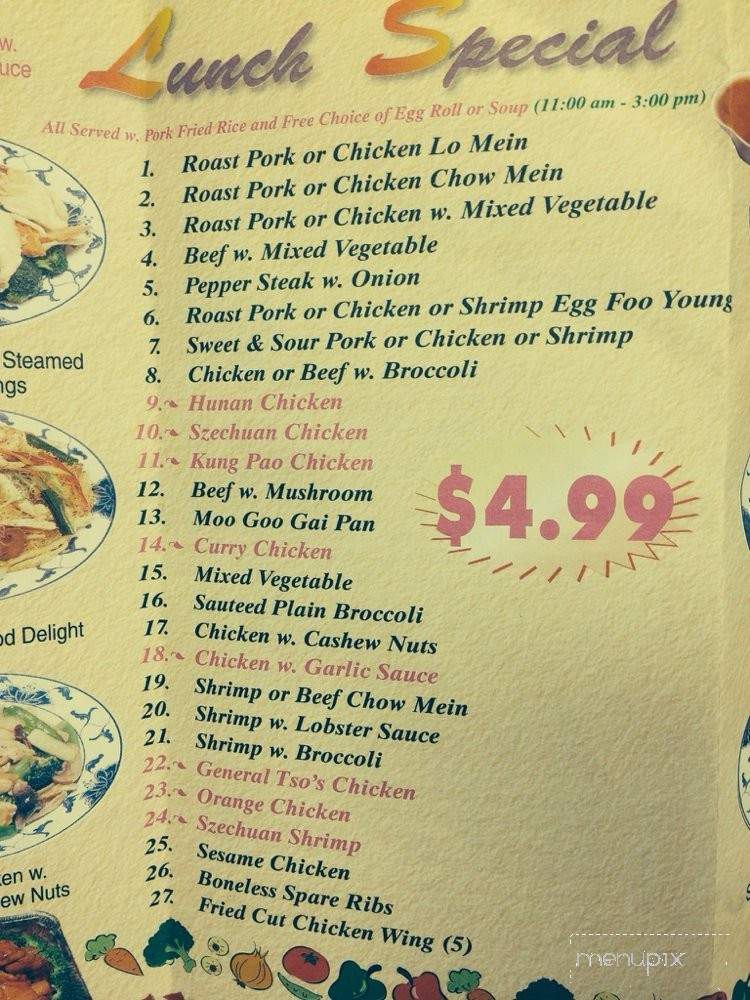 Lunch Special
All Served w. Pork Fried Rice and Free Choice of Egg Roll or Soup (11:00 am - 3:00 pm)
1. Roast Pork or Chicken Lo Mein
2. Roast Pork or Chicken Chow Mein
3. Roast Pork or Chicken w. Mixed Vegetable
4. Beef w. Mixed Vegetable
5. Pepper Steak w. Onion
6. Roast Pork or Chicken or Shrimp Egg Foo Young
7. Sweet & Sour Pork or Chicken or Shrimp
8. Chicken or Beef w. Broccoli
9. Hunan Chicken
10. Szechuan Chicken
11. Kung Pao Chicken
12. Beef w. Mushroom
13. Moo Goo Gai Pan
14. Curry Chicken
15. Mixed Vegetable
16. Sauteed Plain Broccoli
17. Chicken w. Cashew Nuts
18. Chicken w. Garlic Sauce
19. Shrimp or Beef Chow Mein
20. Shrimp w. Lobster Sauce
21. Shrimp w. Broccoli
22. General Tso's Chicken
23. Orange Chicken
24. Szechuan Shrimp
25. Sesame Chicken
26. Boneless Spare Ribs
27. Fried Cut Chicken Wing (5)
$4.99
w.
uce
Steamed
ngs
od Delight
ken w.
ew Nuts
menupix